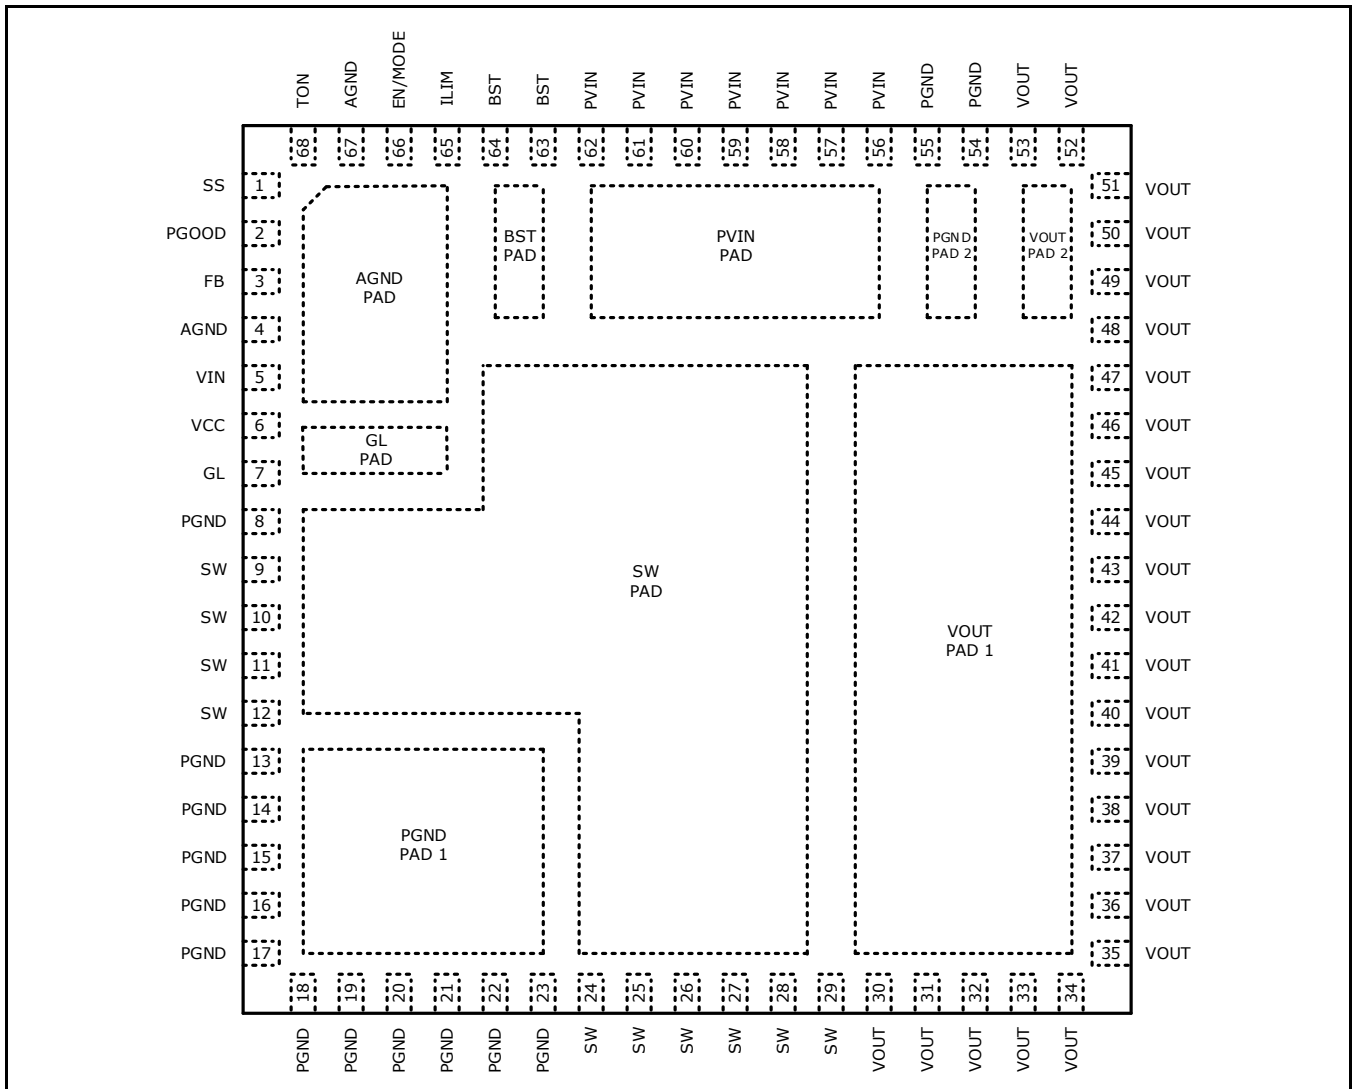 TON
AGND
EN/MODE
ILIM
BST
BST
PVIN
PVIN
PVIN
PVIN
PVIN
PVIN
PVIN
PGND
PGND
VOUT
VOUT
68
67
66
65
64
63
62
61
60
59
58
57
56
55
54
53
52
SS 1
PGOOD 2
FB 3
AGND 4
VIN 5
VCC 6
GL 7
PGND 8
SW 9
SW 10
SW 11
SW 12
PGND 13
PGND 14
PGND 15
PGND 16
PGND 17
AGND
PAD
BST
PAD
PVIN
PAD
PGND
PAD 2
VOUT
PAD 2
GL
PAD
SW
PAD
VOUT
PAD 1
PGND
PAD 1
51 VOUT
50 VOUT
49 VOUT
48 VOUT
47 VOUT
46 VOUT
45 VOUT
44 VOUT
43 VOUT
42 VOUT
41 VOUT
40 VOUT
39 VOUT
38 VOUT
37 VOUT
36 VOUT
35 VOUT
18
19
20
21
22
23
24
25
26
27
28
29
30
31
32
33
34
PGND
PGND
PGND
PGND
PGND
PGND
SW
SW
SW
SW
SW
SW
VOUT
VOUT
VOUT
VOUT
VOUT